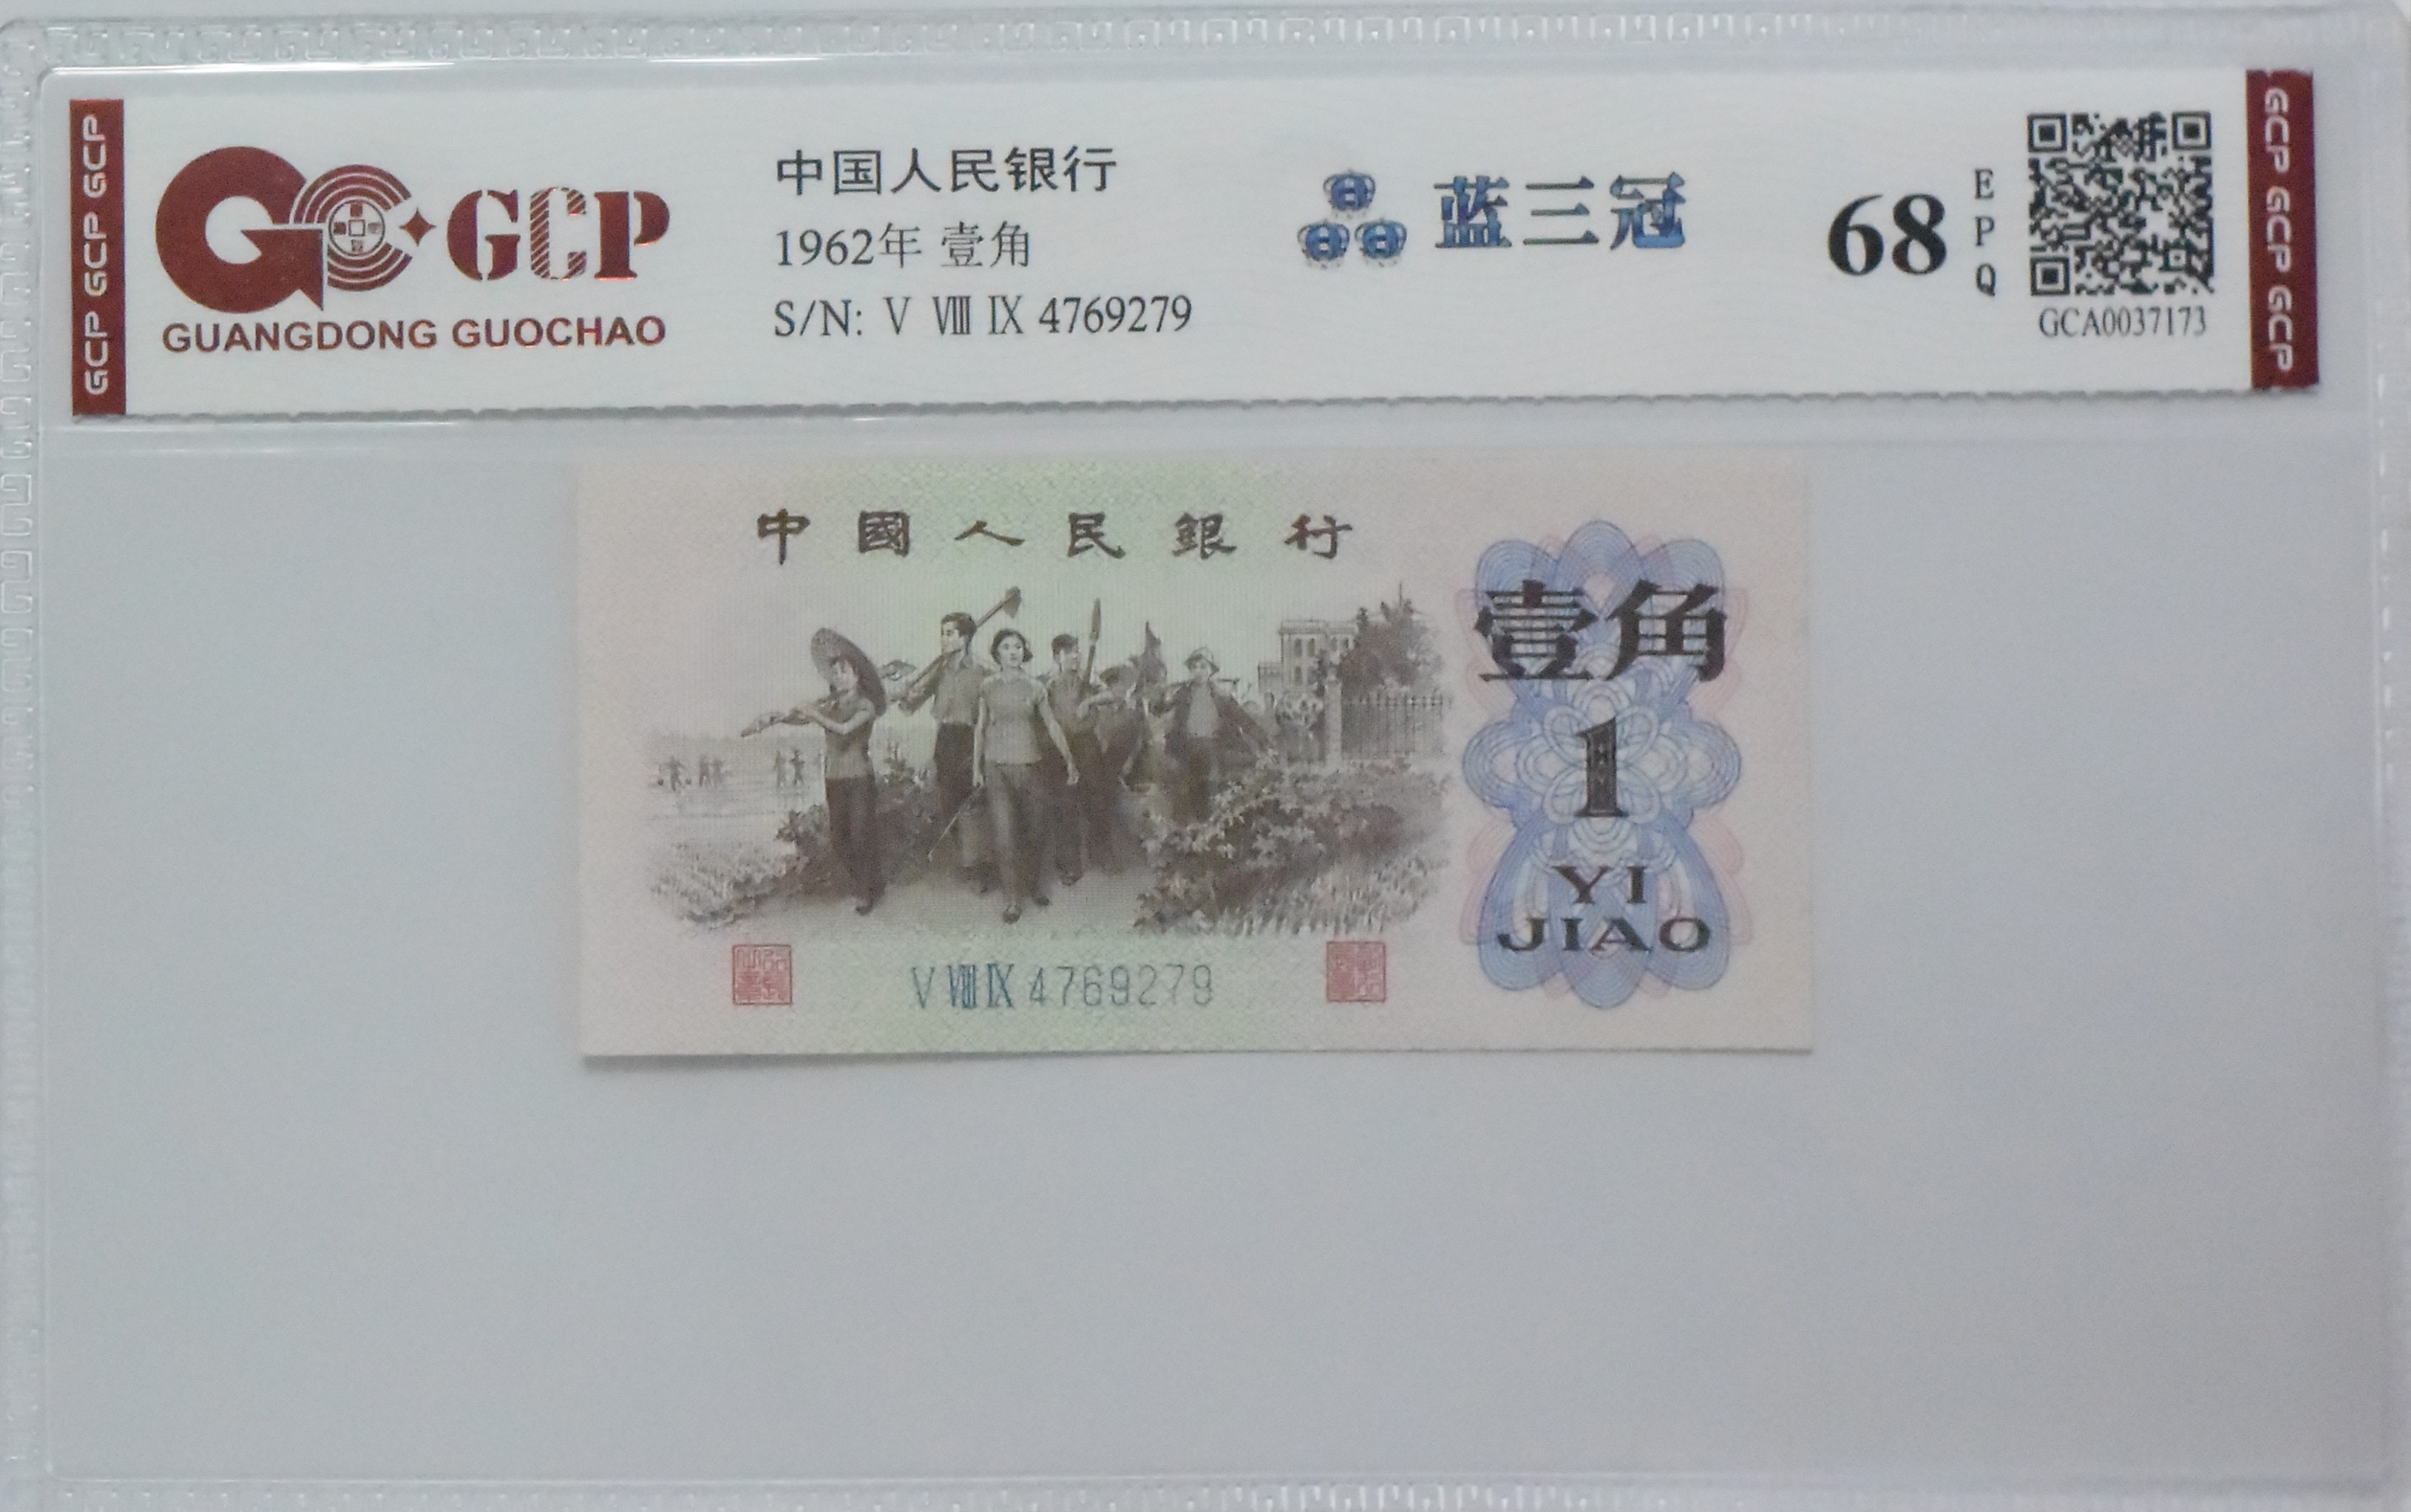 GCP GCP GCP
GCP
GUANGDONG GUOCHAO
中国人民银行
1962年 壹角
S/N: Ⅴ Ⅷ Ⅸ 4769279
蓝三冠
68
EPQ
GCA0037173
GCP GCP GCP
中國人民銀行
壹角
1
YI
JIAO
Ⅴ Ⅷ Ⅸ 4769279